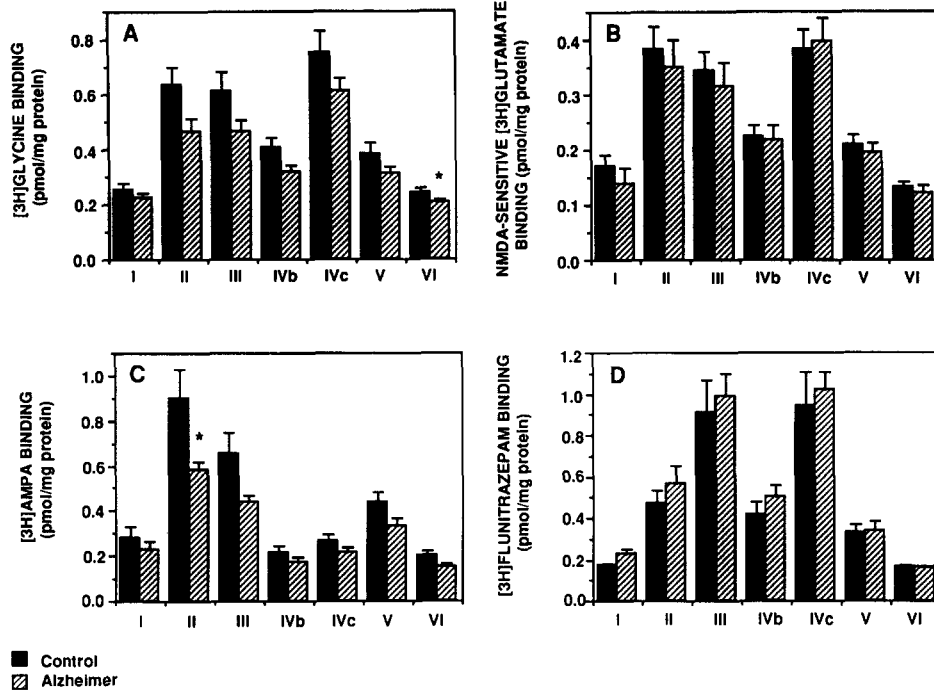 A
[3H]GLYCINE BINDING
(pmol/mg protein)
0.8
0.6
0.4
0.2
0.0
*
I II III IVb IVc V VI
B
NMDA-SENSITIVE [3H]GLUTAMATE
BINDING (pmol/mg protein)
0.4
0.3
0.2
0.1
0.0
I II III IVb IVc V VI
C
[3H]AMPA BINDING
(pmol/mg protein)
1.0
0.8
0.6
0.4
0.2
0.0
*
I II III IVb IVc V VI
D
[3H]FLUNITRAZEPAM BINDING
(pmol/mg protein)
1.2
1.0
0.8
0.6
0.4
0.2
0.0
I II III IVb IVc V VI
Control
Alzheimer